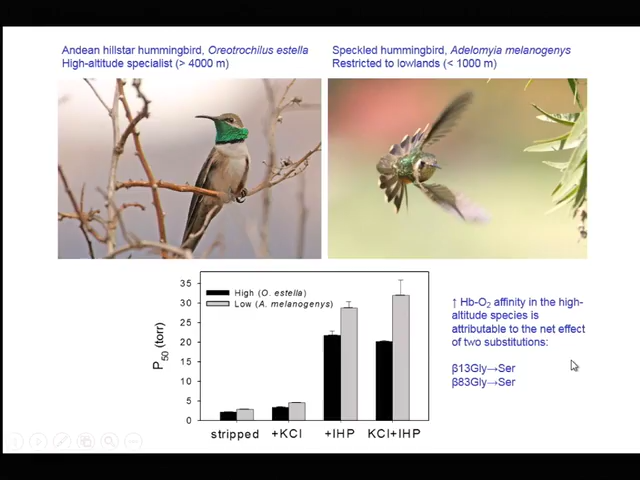 Andean hillstar hummingbird, Oreotrochilus estella
High-altitude specialist (> 4000 m)
Speckled hummingbird, Adelomyia melanogenys
Restricted to lowlands (< 1000 m)
35
30
25
20
15
10
5
0
P50 (torr)
High (O. estella)
Low (A. melanogenys)
stripped
+KCl
+IHP
KCl+IHP
↑ Hb-O2 affinity in the high-
altitude species is
attributable to the net effect
of two substitutions:
β13Gly→Ser
β83Gly→Ser